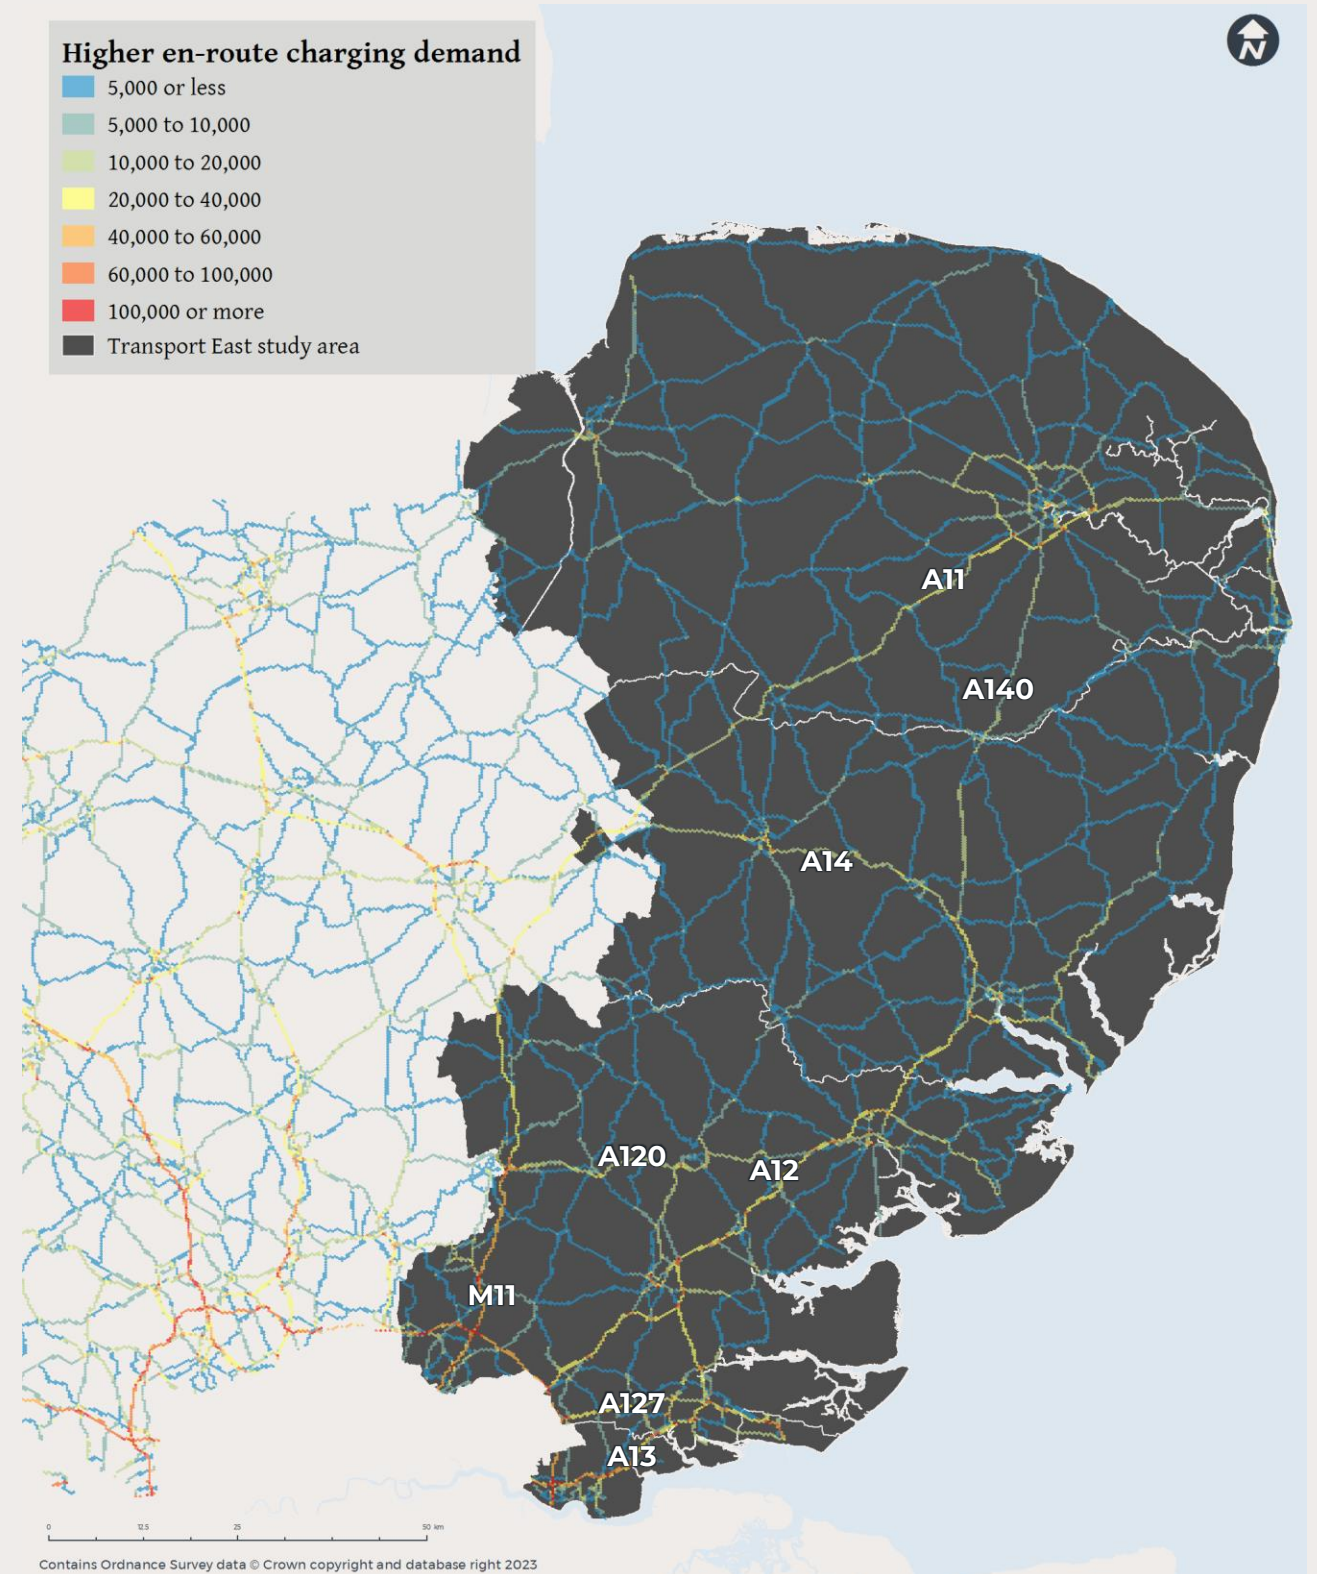 Higher en-route charging demand
5,000 or less
5,000 to 10,000
10,000 to 20,000
20,000 to 40,000
40,000 to 60,000
60,000 to 100,000
100,000 or more
Transport East study area
N
A11
A140
A14
A120
A12
M11
A127
A13
0 12.5 25 50 km
Contains Ordnance Survey data © Crown copyright and database right 2023